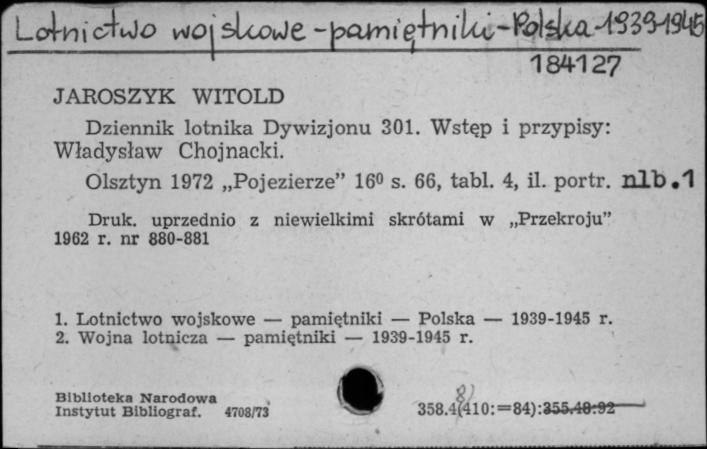 Lotnictwo wojskowe - pamiętniki - Polska - 1939-1945
184127
JAROSZYK WITOLD
Dziennik lotnika Dywizjonu 301. Wstęp i przypisy:
Władysław Chojnacki.
Olsztyn 1972 „Pojezierze” 16⁰ s. 66, tabl. 4, il. portr. nlb.1
Druk. uprzednio z niewielkimi skrótami w „Przekroju”
1962 r. nr 880-881
1. Lotnictwo wojskowe — pamiętniki — Polska — 1939-1945 r.
2. Wojna lotnicza — pamiętniki — 1939-1945 r.
Biblioteka Narodowa
Instytut Bibliograf. 4708/73
8)
358.4(410:=84):355.48:92